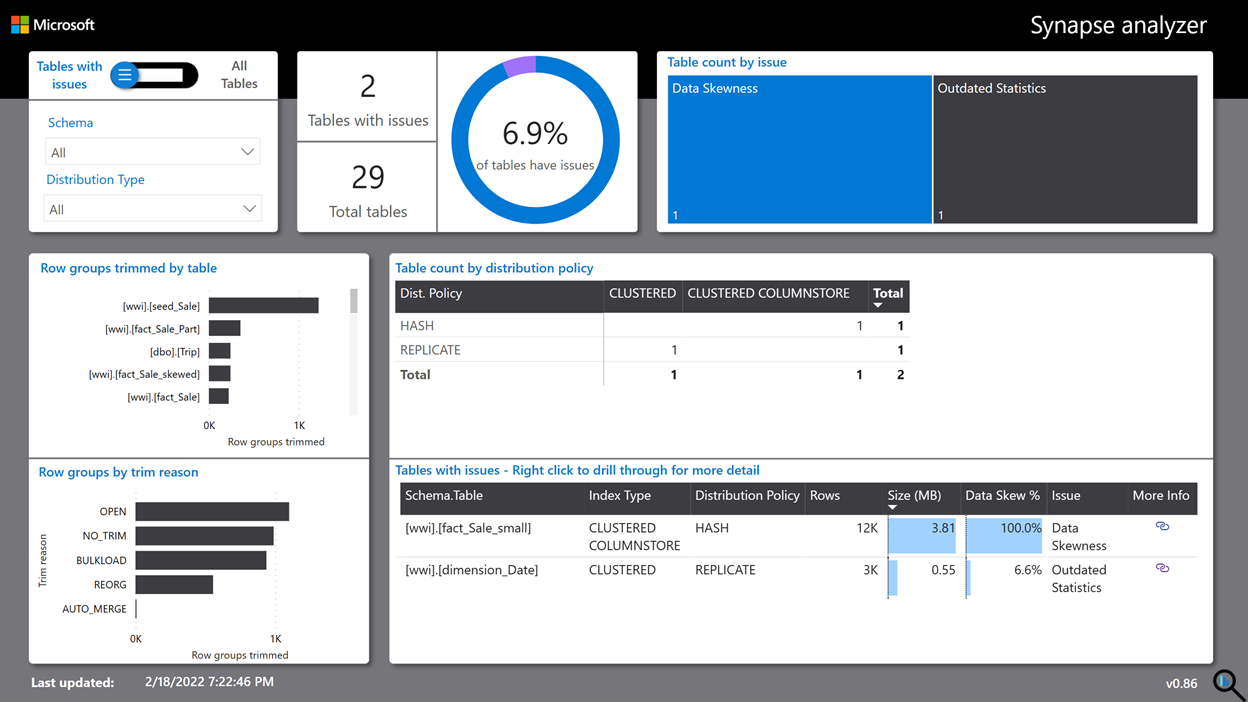 Microsoft
Synapse analyzer
Tables with
issues
All
Tables
Schema
All
Distribution Type
All
2
Tables with issues
29
Total tables
6.9%
of tables have issues
Table count by issue
Data Skewness
1
Outdated Statistics
1
Row groups trimmed by table
[wwi].[seed_Sale]
[wwi].[fact_Sale_Part]
[dbo].[Trip]
[wwi].[fact_Sale_skewed]
[wwi].[fact_Sale]
0K 1K
Row groups trimmed
Row groups by trim reason
Trim reason
OPEN
NO_TRIM
BULKLOAD
REORG
AUTO_MERGE
0K 1K
Row groups trimmed
Table count by distribution policy
Dist. Policy CLUSTERED CLUSTERED COLUMNSTORE Total
HASH 1 1
REPLICATE 1 1
Total 1 1 2
Tables with issues - Right click to drill through for more detail
Schema.Table Index Type Distribution Policy Rows Size (MB) Data Skew % Issue More Info
[wwi].[fact_Sale_small] CLUSTERED HASH 12K 3.81 100.0% Data
COLUMNSTORE Skewness
[wwi].[dimension_Date] CLUSTERED REPLICATE 3K 0.55 6.6% Outdated
Statistics
Last updated: 2/18/2022 7:22:46 PM
v0.86